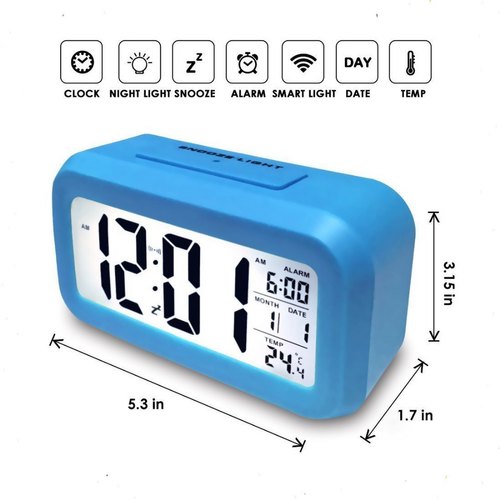 Z Z
DAY
CLOCK NIGHT LIGHT SNOOZE ALARM SMART LIGHT DATE TEMP
SNOOZE·LIGHT
AM
12:01
Z Z
AM ALARM
6:00
MONTH DATE
1 1
TEMP
24.4 °C
3.15 in
5.3 in
1.7 in